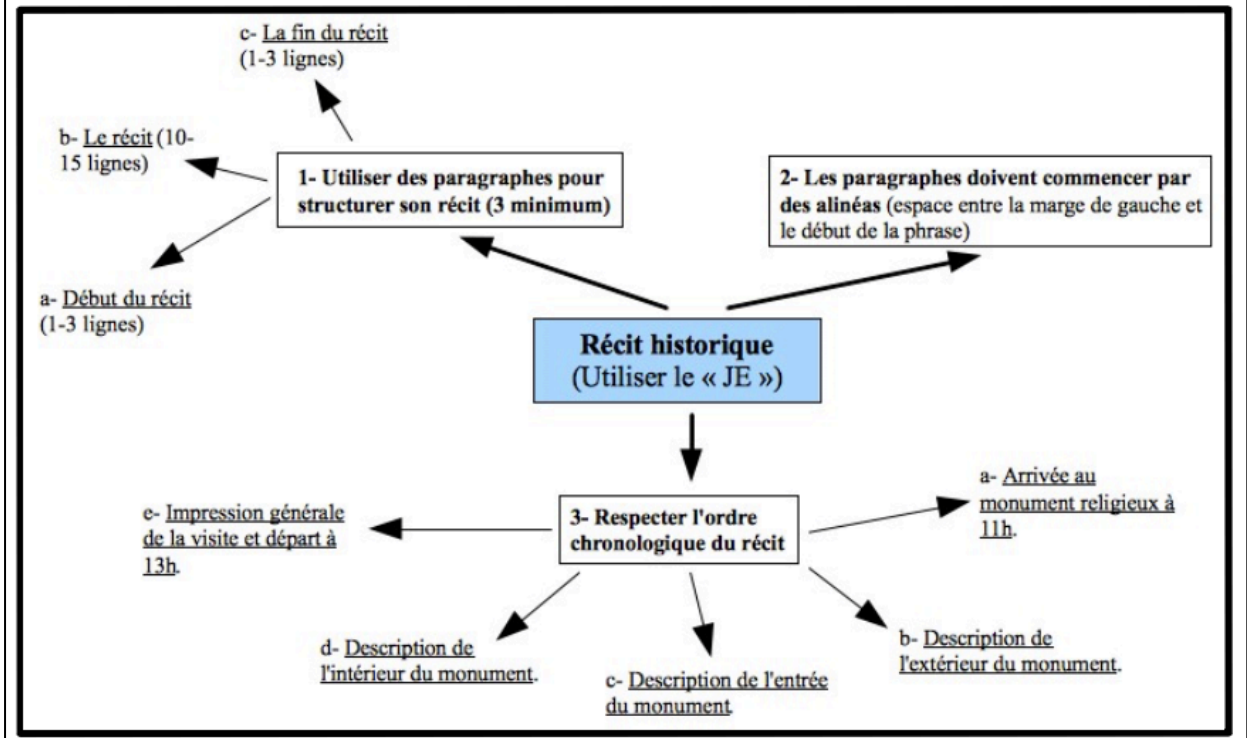 c- La fin du récit
(1-3 lignes)
b- Le récit (10-
15 lignes)
1- Utiliser des paragraphes pour
structurer son récit (3 minimum)
2- Les paragraphes doivent commencer par
des alinéas (espace entre la marge de gauche et
le début de la phrase)
a- Début du récit
(1-3 lignes)
Récit historique
(Utiliser le « JE »)
a- Arrivée au
monument religieux à
11h.
3- Respecter l'ordre
chronologique du récit
e- Impression générale
de la visite et départ à
13h.
d- Description de
l'intérieur du monument.
c- Description de l'entrée
du monument.
b- Description de
l'extérieur du monument.